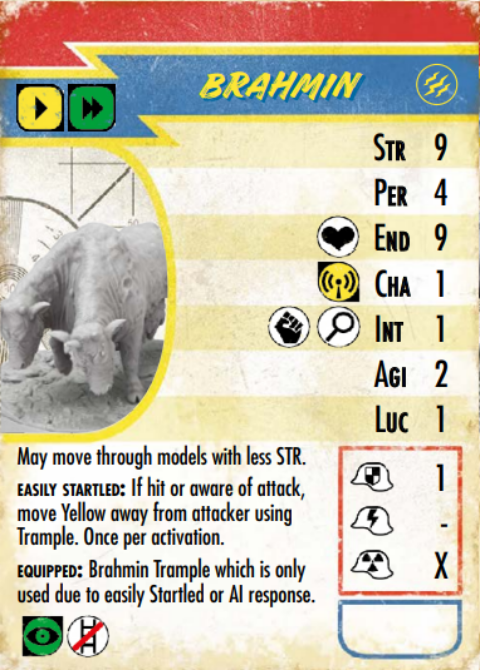 BRAHMIN
STR 9
PER 4
END 9
CHA 1
INT 1
AGI 2
LUC 1
May move through models with less STR.
EASILY STARTLED: If hit or aware of attack,
move Yellow away from attacker using
Trample. Once per activation.
EQUIPPED: Brahmin Trample which is only
used due to easily Startled or AI response.
1
-
X